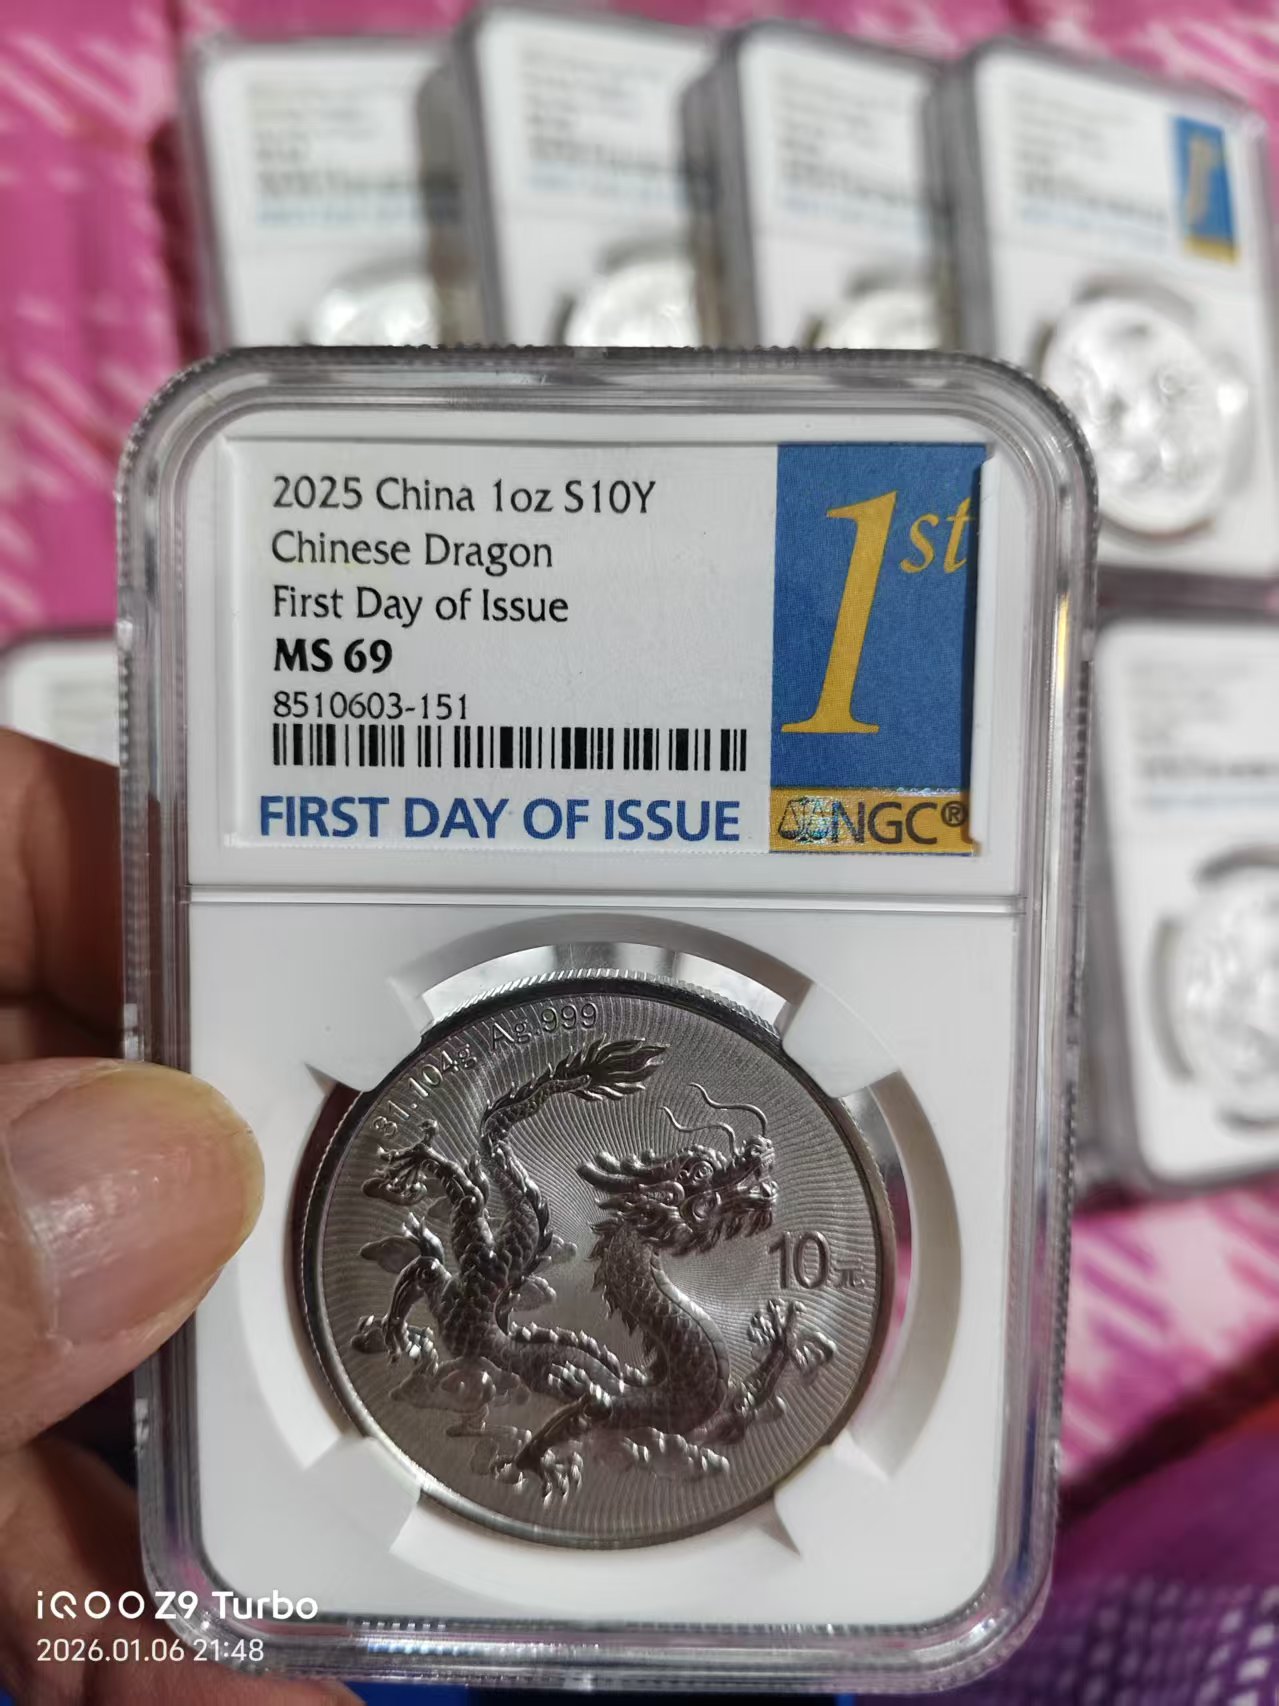 2025 China 1oz S10Y
Chinese Dragon
First Day of Issue
MS 69
8510603-151
FIRST DAY OF ISSUE
1st
NGC®
31.104g Ag.999
10元
iQOO Z9 Turbo
2026.01.06 21:48